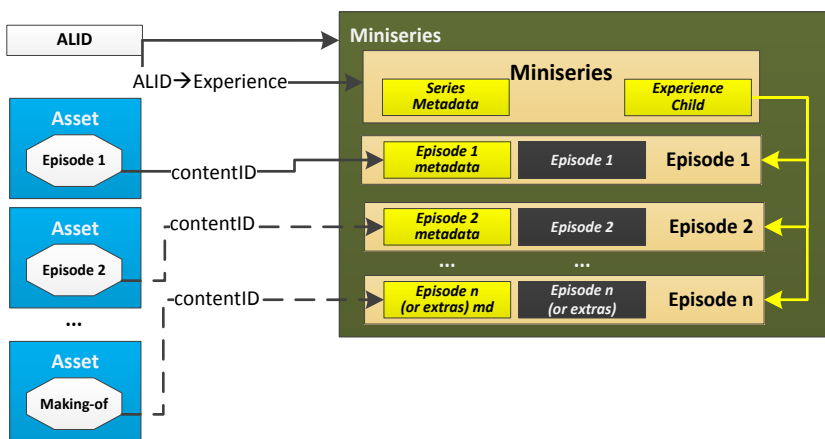 ALID
ALID→Experience
Asset
Episode 1
contentID
Asset
Episode 2
contentID
...
contentID
Asset
Making-of
Miniseries
Miniseries
Series
Metadata
Experience
Child
Episode 1
metadata
Episode 1
Episode 1
Episode 2
metadata
Episode 2
Episode 2
...
...
Episode n
(or extras) md
Episode n
(or extras)
Episode n